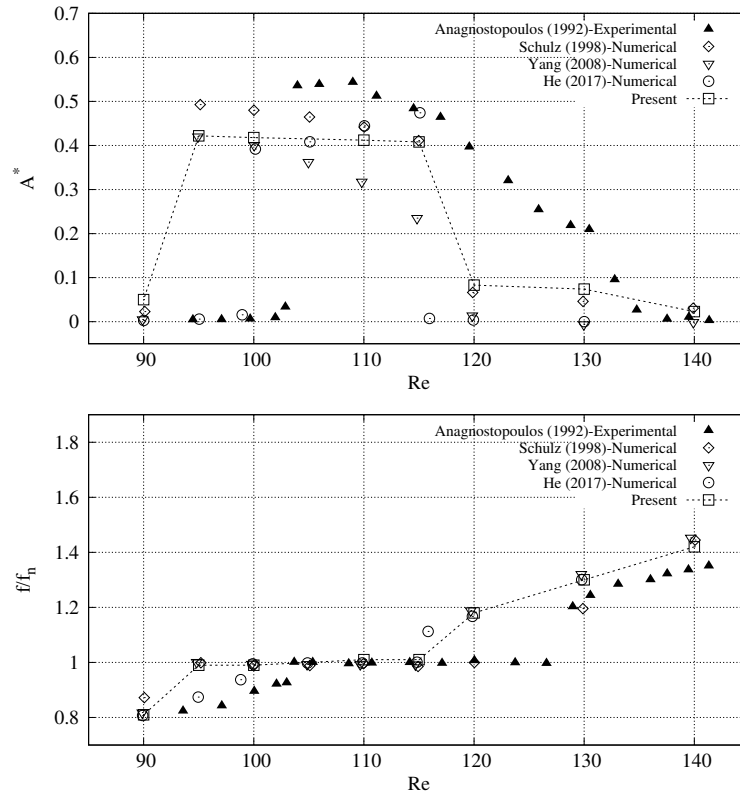 0.7
0.6
0.5
0.4
0.3
0.2
0.1
0
A*
90 100 110 120 130 140
Re
Anagnostopoulos (1992)-Experimental
Schulz (1998)-Numerical
Yang (2008)-Numerical
He (2017)-Numerical
Present
1.8
1.6
1.4
1.2
1
0.8
f/fn
90 100 110 120 130 140
Re
Anagnostopoulos (1992)-Experimental
Schulz (1998)-Numerical
Yang (2008)-Numerical
He (2017)-Numerical
Present